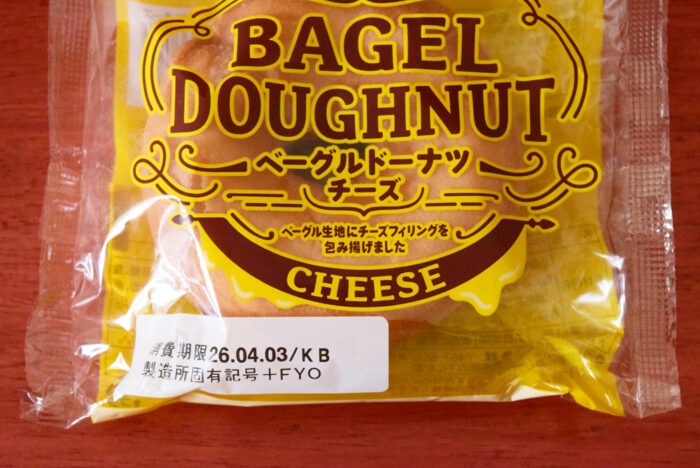 BAGEL
DOUGHNUT
ベーグルドーナツ
チーズ
ベーグル生地にチーズフィリングを
包み揚げました
CHEESE
消費期限26.04.03/KB
製造所固有記号+FYO